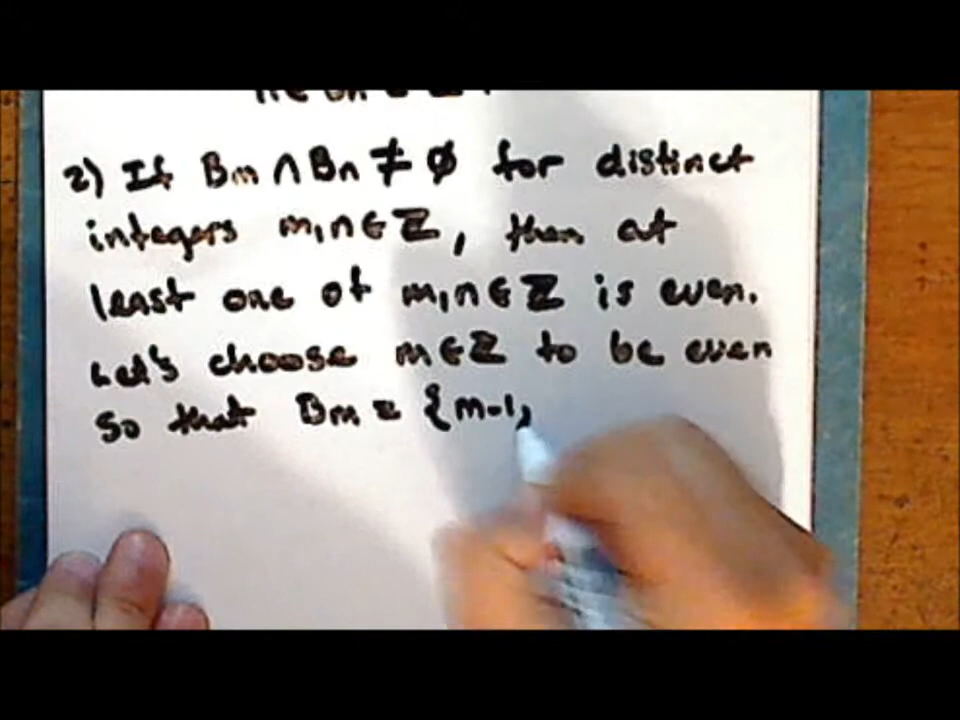 2) If Bm ∩ Bn ≠ ∅ for distinct
integers m,n ∈ ℤ, then at
least one of m,n ∈ ℤ is even.
Let's choose m ∈ ℤ to be even
so that Bm = {m-1,